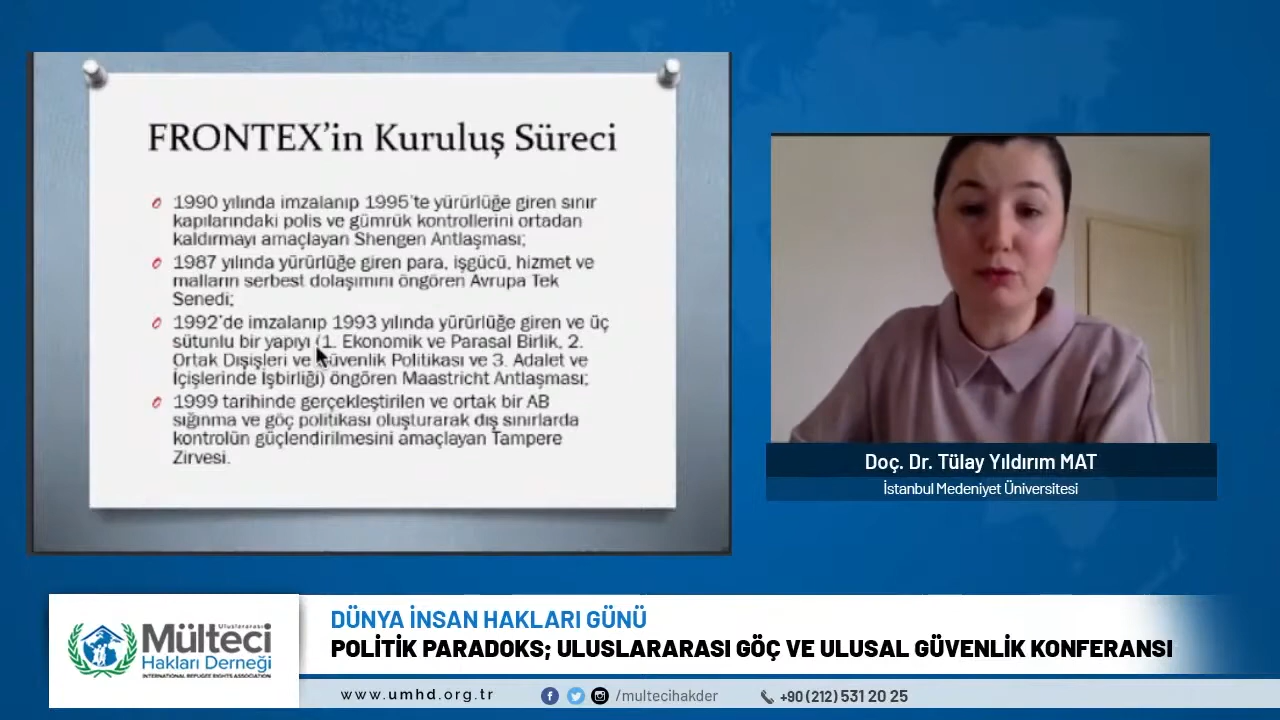 FRONTEX'in Kuruluş Süreci
1990 yılında imzalanıp 1995'te yürürlüğe giren sınır
kapılarındaki polis ve gümrük kontrollerini ortadan
kaldırmayı amaçlayan Shengen Antlaşması;
1987 yılında yürürlüğe giren para, işgücü, hizmet ve
malların serbest dolaşımını öngören Avrupa Tek
Senedi;
1992'de imzalanıp 1993 yılında yürürlüğe giren ve üç
sütunlu bir yapıyı (1. Ekonomik ve Parasal Birlik, 2.
Ortak Dışişleri ve Güvenlik Politikası ve 3. Adalet ve
İçişlerinde İşbirliği) öngören Maastricht Antlaşması;
1999 tarihinde gerçekleştirilen ve ortak bir AB
sığınma ve göç politikası oluşturarak dış sınırlarda
kontrolün güçlendirilmesini amaçlayan Tampere
Zirvesi.
Doç. Dr. Tülay Yıldırım MAT
İstanbul Medeniyet Üniversitesi
Uluslararası
Mülteci
Hakları Derneği
INTERNATIONAL REFUGEE RIGHTS ASSOCIATION
DÜNYA İNSAN HAKLARI GÜNÜ
POLİTİK PARADOKS; ULUSLARARASI GÖÇ VE ULUSAL GÜVENLİK KONFERANSI
www.umhd.org.tr
/multecihakder
+90 (212) 531 20 25